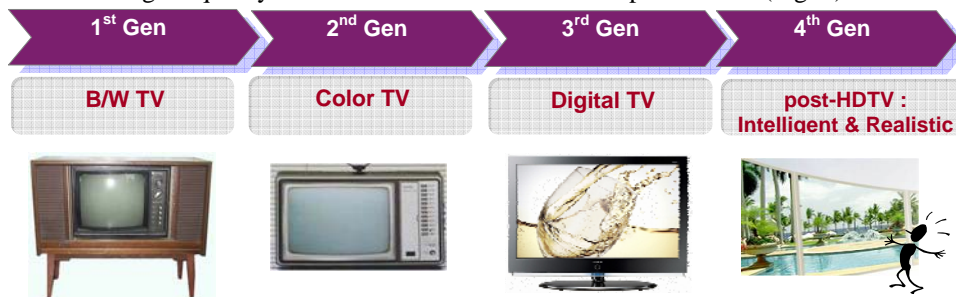 1st Gen
2nd Gen
3rd Gen
4th Gen
B/W TV
Color TV
Digital TV
post-HDTV :
Intelligent & Realistic